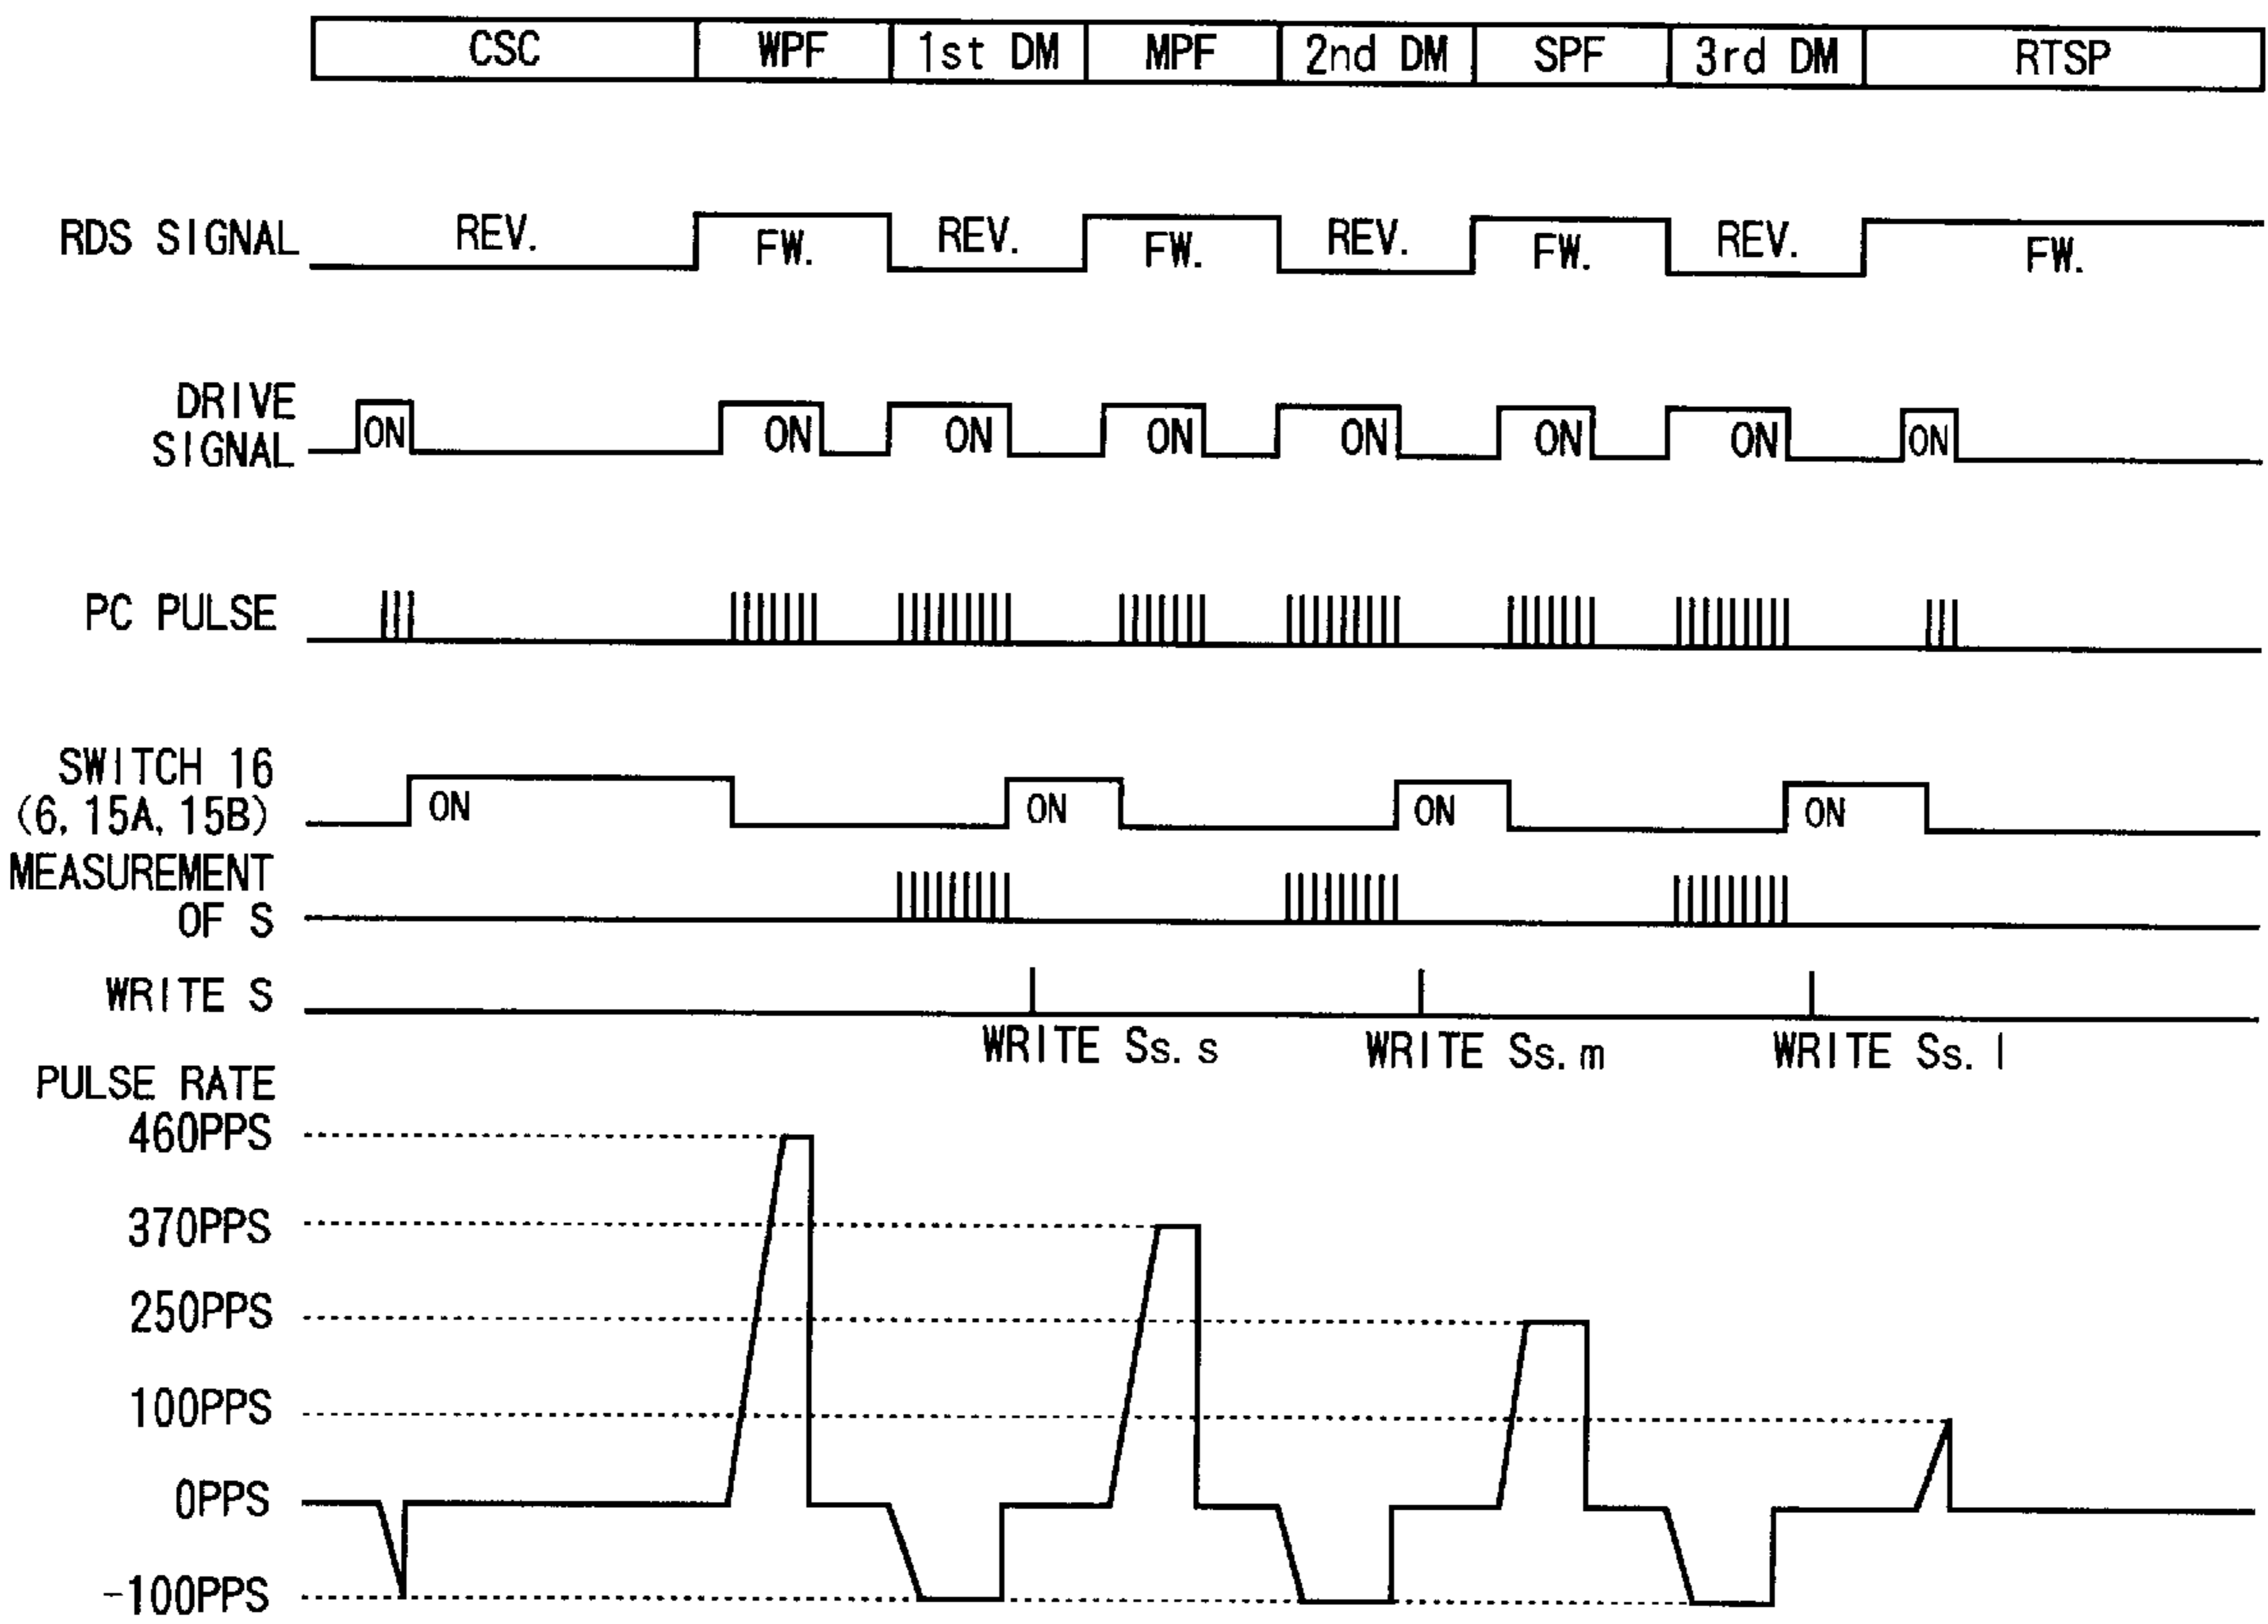 CSC WPF 1st DM MPF 2nd DM SPF 3rd DM RTSP
RDS SIGNAL REV. FW. REV. FW. REV. FW. REV. FW.
DRIVE
SIGNAL ON ON ON ON ON ON ON ON
PC PULSE
SWITCH 16
(6, 15A, 15B) ON ON ON ON
MEASUREMENT
OF S
WRITE S
WRITE Ss. s WRITE Ss. m WRITE Ss. l
PULSE RATE
460PPS
370PPS
250PPS
100PPS
0PPS
-100PPS